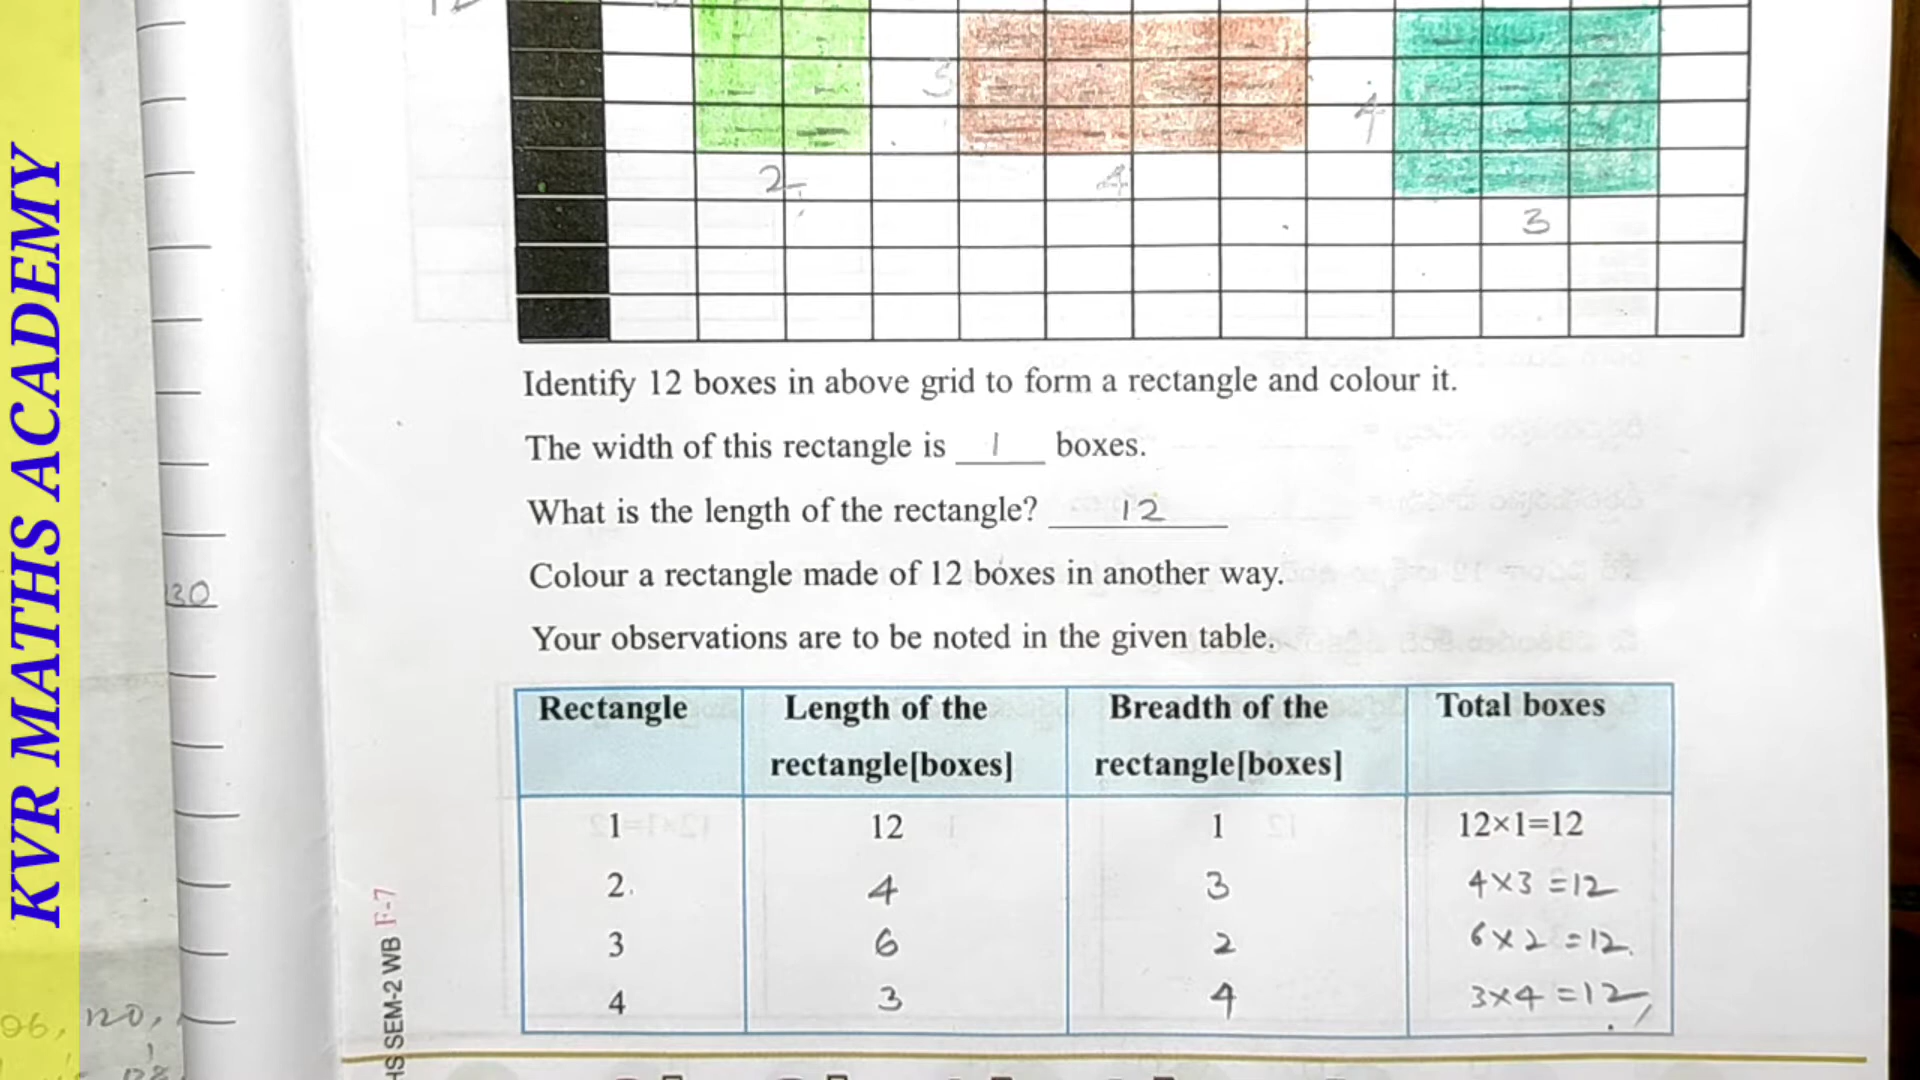 KVR MATHS ACADEMY
3
4
2
4
3
Identify 12 boxes in above grid to form a rectangle and colour it.
The width of this rectangle is 1 boxes.
What is the length of the rectangle? 12
Colour a rectangle made of 12 boxes in another way.
Your observations are to be noted in the given table.
Rectangle Length of the rectangle[boxes] Breadth of the rectangle[boxes] Total boxes
1 12 1 12×1=12
2. 4 3 4×3=12
3 6 2 6×2=12.
4 3 4 3×4=12
30
120,
128
HS SEM-2 WB F-7